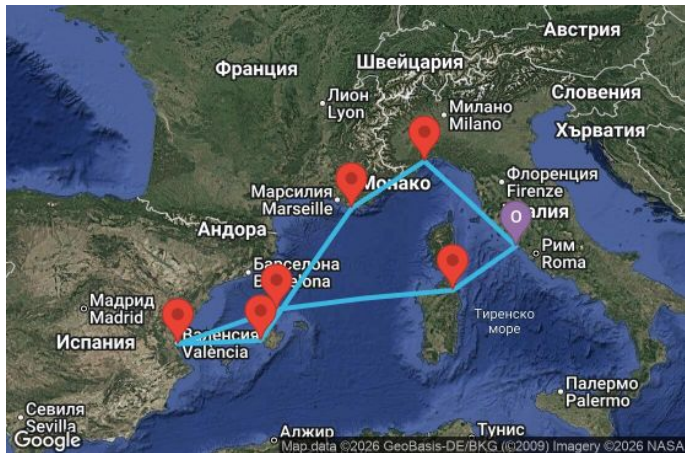 Австрия
Швейцария
Франция
Словения
Лион
Lyon
Милано
Milano
Хърватия
Монако
Флоренция
Firenze
Марсилия
Marseille
O
алия
Андора
Рим
Roma
Барселона
Мадрид
Madrid
Валенсия
València
Испания
Тиренско
море
Палермо
Palermo
Севиля
Sevilla
Алжир
Тунис
Google
Map data ©2026 GeoBasis-DE/BKG (©2009) Imagery ©2026 NASA